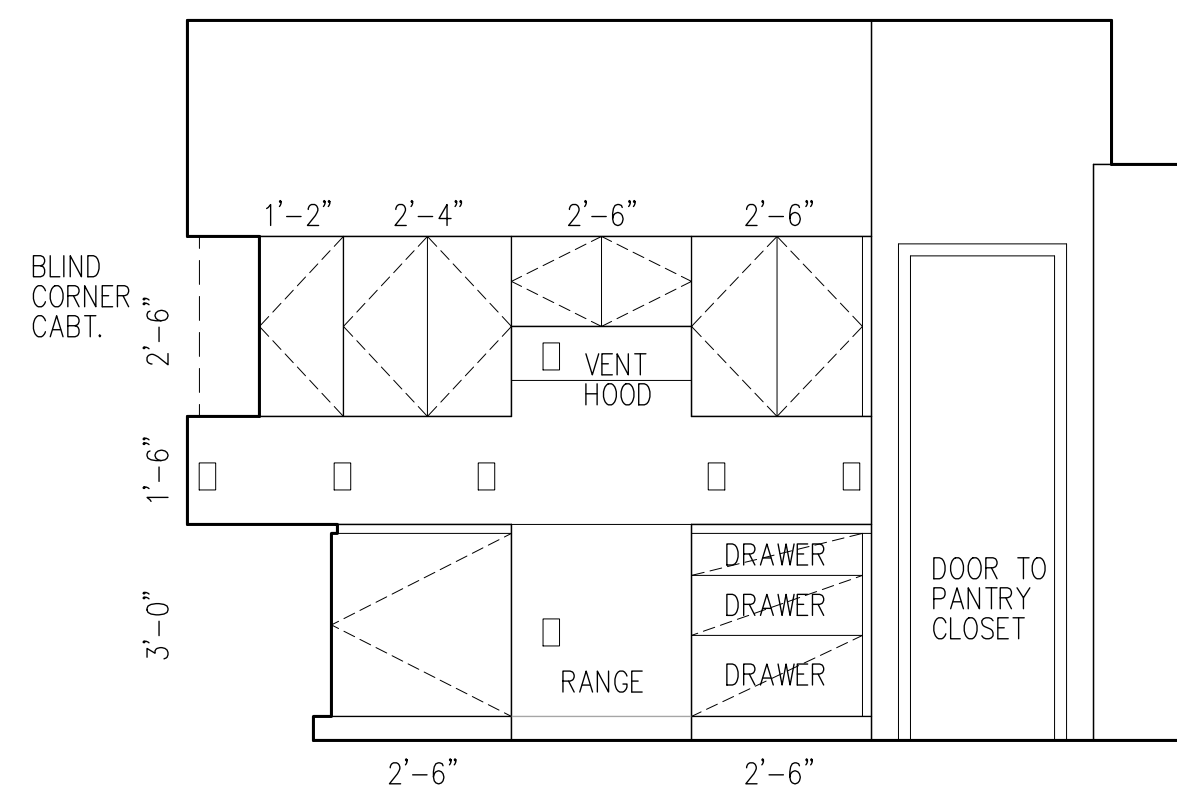 1'-2" 2'-4" 2'-6" 2'-6"
BLIND
CORNER
CABT.
2'-6"
VENT
HOOD
1'-6"
3'-0"
DRAWER
DRAWER
DRAWER
RANGE
DOOR TO
PANTRY
CLOSET
2'-6" 2'-6"